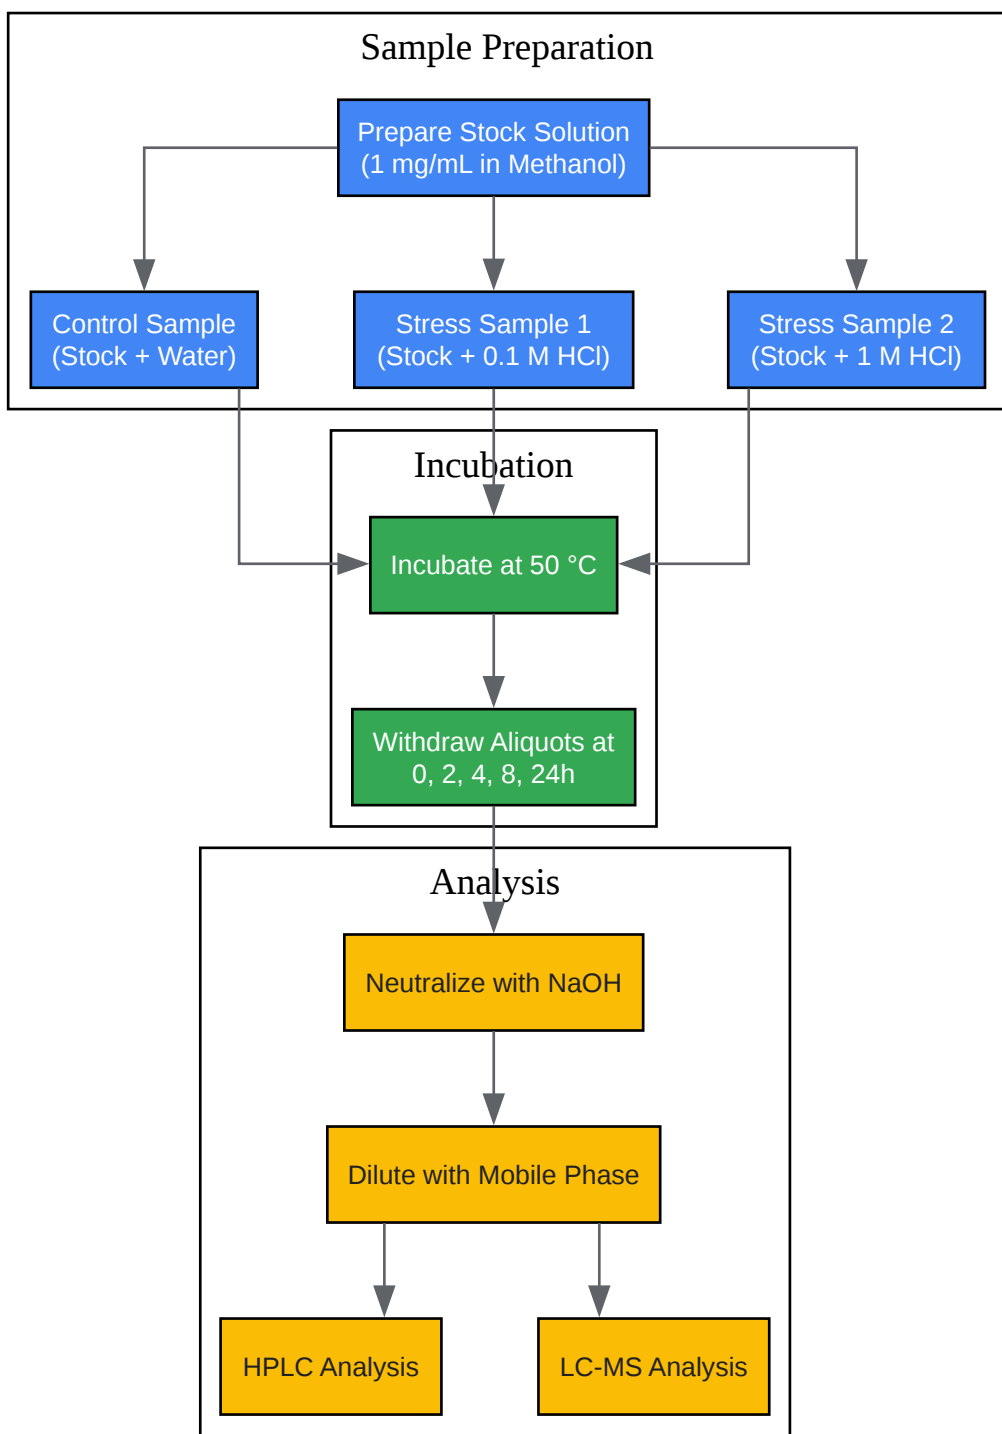 Sample Preparation
Prepare Stock Solution
(1 mg/mL in Methanol)
Control Sample
(Stock + Water)
Stress Sample 1
(Stock + 0.1 M HCl)
Stress Sample 2
(Stock + 1 M HCl)
Incubation
Incubate at 50 °C
Withdraw Aliquots at
0, 2, 4, 8, 24h
Analysis
Neutralize with NaOH
Dilute with Mobile Phase
HPLC Analysis
LC-MS Analysis